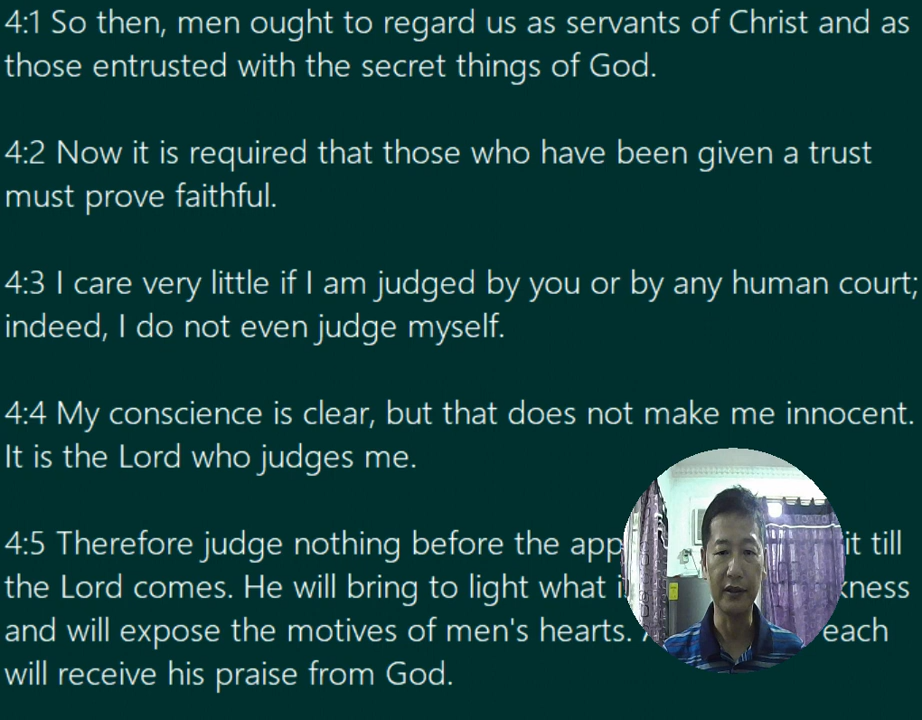 4:1 So then, men ought to regard us as servants of Christ and as
those entrusted with the secret things of God.
4:2 Now it is required that those who have been given a trust
must prove faithful.
4:3 I care very little if I am judged by you or by any human court;
indeed, I do not even judge myself.
4:4 My conscience is clear, but that does not make me innocent.
It is the Lord who judges me.
4:5 Therefore judge nothing before the till
the Lord comes. He will bring to light what
and will expose the motives of men's hearts. each
will receive his praise from God.